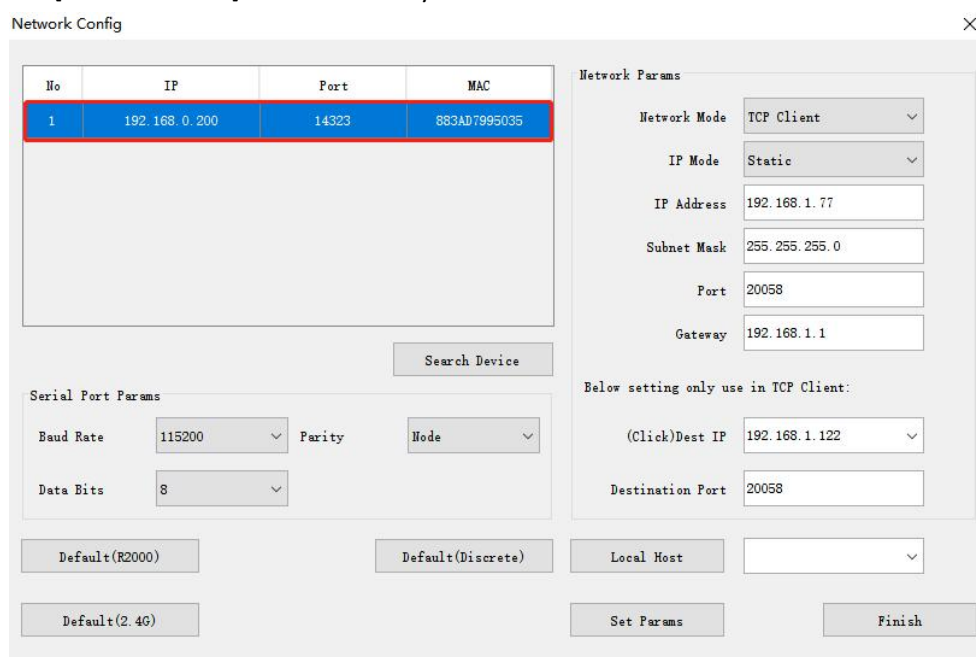 Network Config
No IP Port MAC
1 192.168.0.200 14323 883AD7995035
Search Device
Serial Port Params
Baud Rate 115200 Parity Node
Data Bits 8
Default(R2000) Default(Discrete)
Default(2.4G)
Network Params
Network Mode TCP Client
IP Mode Static
IP Address 192.168.1.77
Subnet Mask 255.255.255.0
Port 20058
Gateway 192.168.1.1
Below setting only use in TCP Client:
(Click)Dest IP 192.168.1.122
Destination Port 20058
Local Host
Set Params Finish